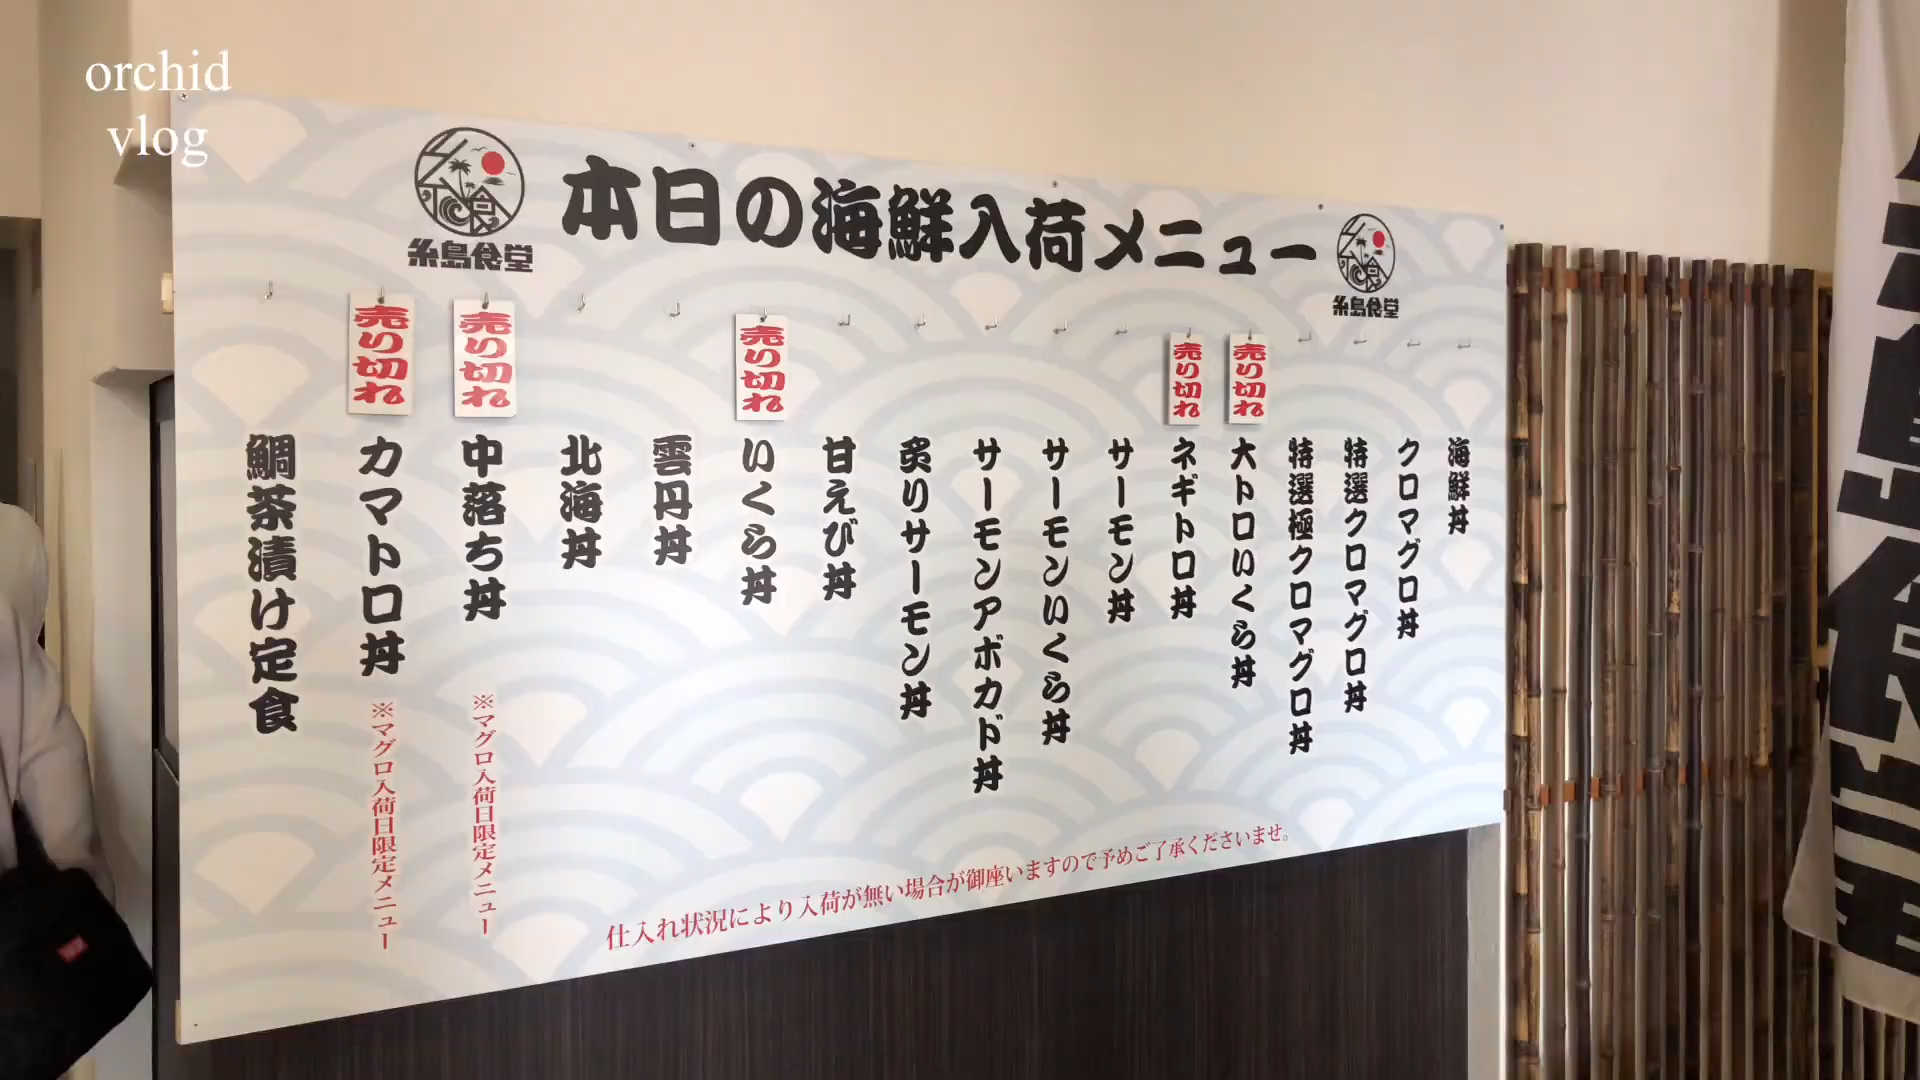 orchid
vlog
糸島食堂
本日の海鮮入荷メニュー
糸島食堂
海鮮丼
クロマグロ丼
特選クロマグロ丼
特選極クロマグロ丼
売り切れ
大トロいくら丼
売り切れ
ネギトロ丼
サーモン丼
サーモンいくら丼
サーモンアボカド丼
炙りサーモン丼
甘えび丼
売り切れ
いくら丼
雲丹丼
北海丼
売り切れ
中落ち丼
※マグロ入荷日限定メニュー
売り切れ
カマトロ丼
※マグロ入荷日限定メニュー
鯛茶漬け定食
仕入れ状況により入荷が無い場合が御座いますので予めご了承くださいませ。